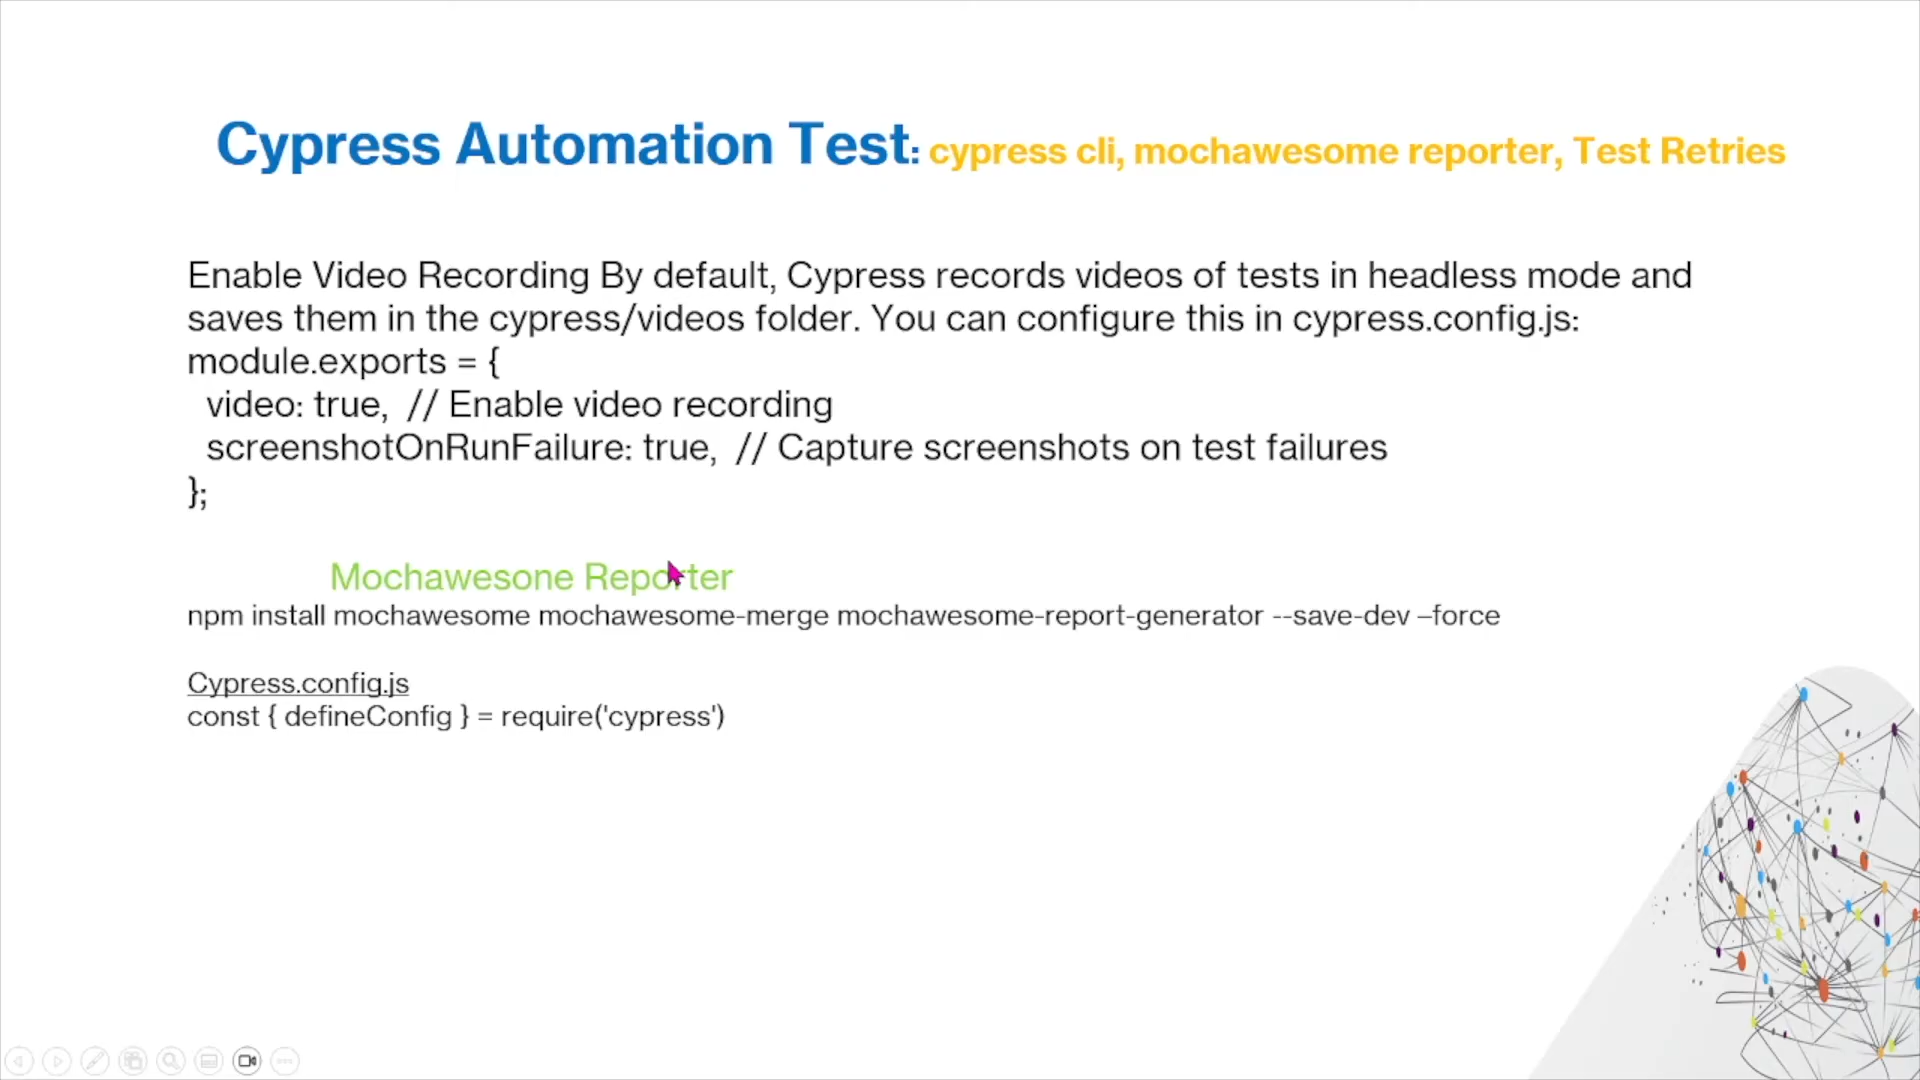 Cypress Automation Test: cypress cli, mochawesome reporter, Test Retries
Enable Video Recording By default, Cypress records videos of tests in headless mode and
saves them in the cypress/videos folder. You can configure this in cypress.config.js:
module.exports = {
  video: true,  // Enable video recording
  screenshotOnRunFailure: true,  // Capture screenshots on test failures
};
Mochawesone Reporter
npm install mochawesome mochawesome-merge mochawesome-report-generator --save-dev –force
Cypress.config.js
const { defineConfig } = require('cypress')